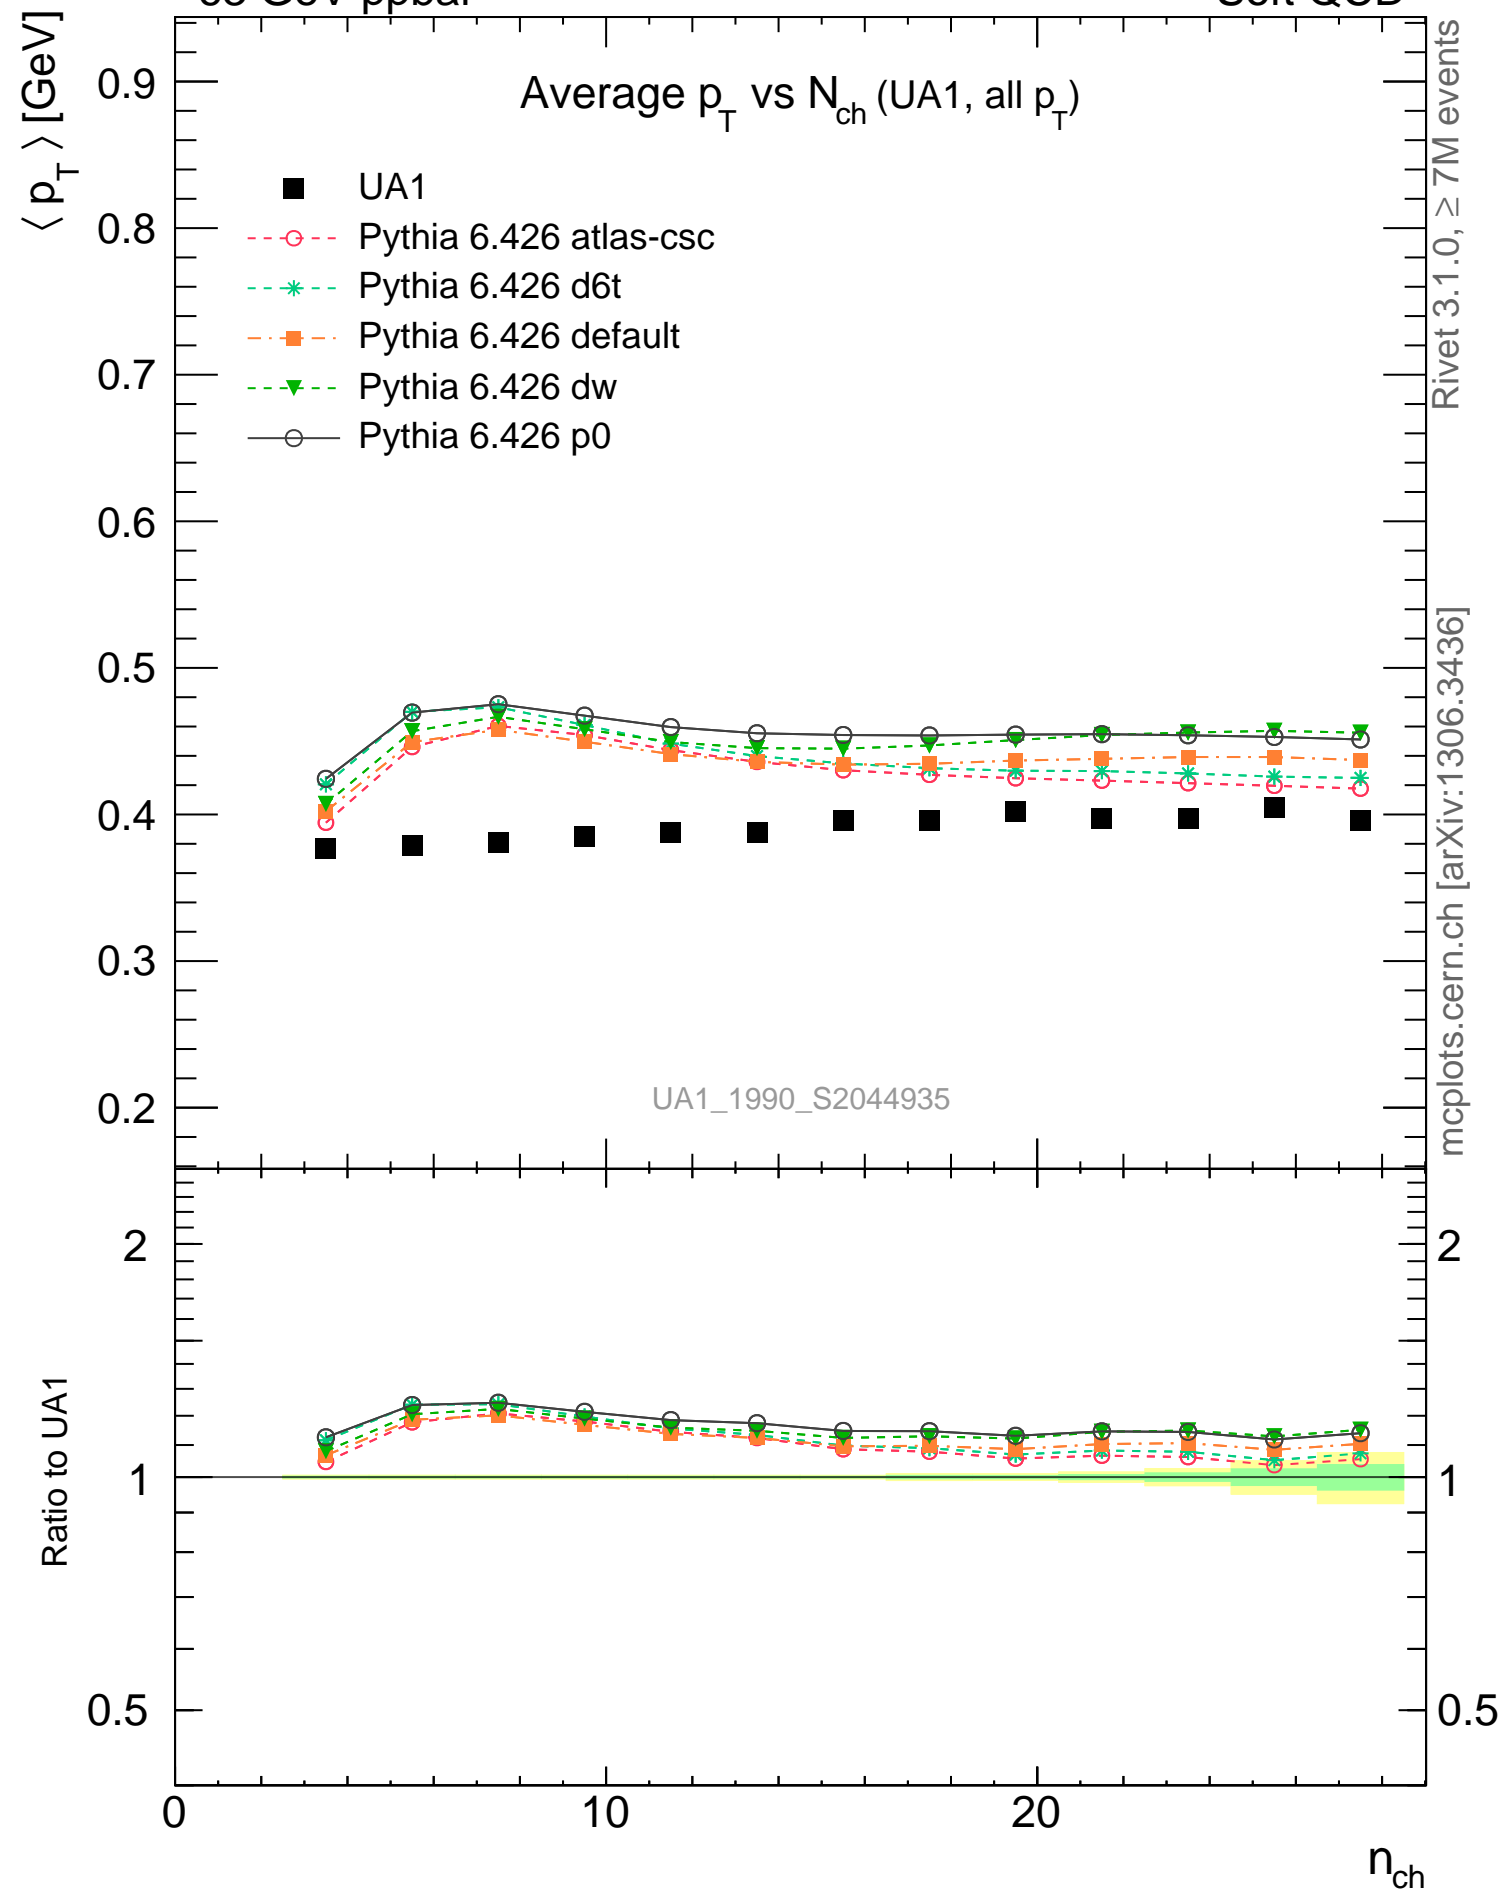 ppbar
⟨ p_T ⟩ [GeV]
Average p_T vs N_ch (UA1, all p_T)
UA1
Pythia 6.426 atlas-csc
Pythia 6.426 d6t
Pythia 6.426 default
Pythia 6.426 dw
Pythia 6.426 p0
0.9
0.8
0.7
0.6
0.5
0.4
0.3
0.2
UA1_1990_S2044935
Rivet 3.1.0, ≥ 7M events
mcplots.cern.ch [arXiv:1306.3436]
Ratio to UA1
2
1
0.5
2
1
0.5
0
10
20
n_ch